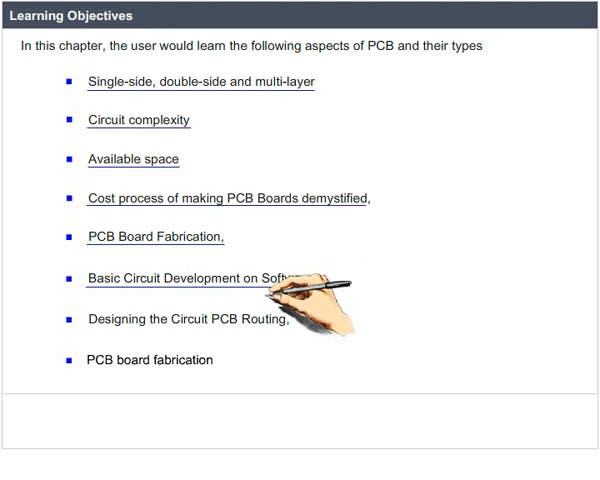 Learning Objectives
In this chapter, the user would learn the following aspects of PCB and their types
Single-side, double-side and multi-layer
Circuit complexity
Available space
Cost process of making PCB Boards demystified,
PCB Board Fabrication,
Basic Circuit Development on
Designing the Circuit PCB Routing,
PCB board fabrication